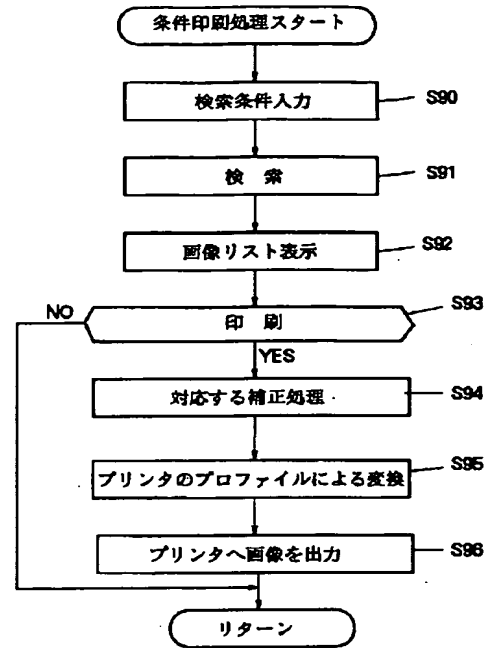 条件印刷処理スタート
検索条件入力
S90
検 索
S91
画像リスト表示
S92
印 刷
S93
NO
YES
対応する補正処理
S94
プリンタのプロファイルによる変換
S95
プリンタへ画像を出力
S96
リターン